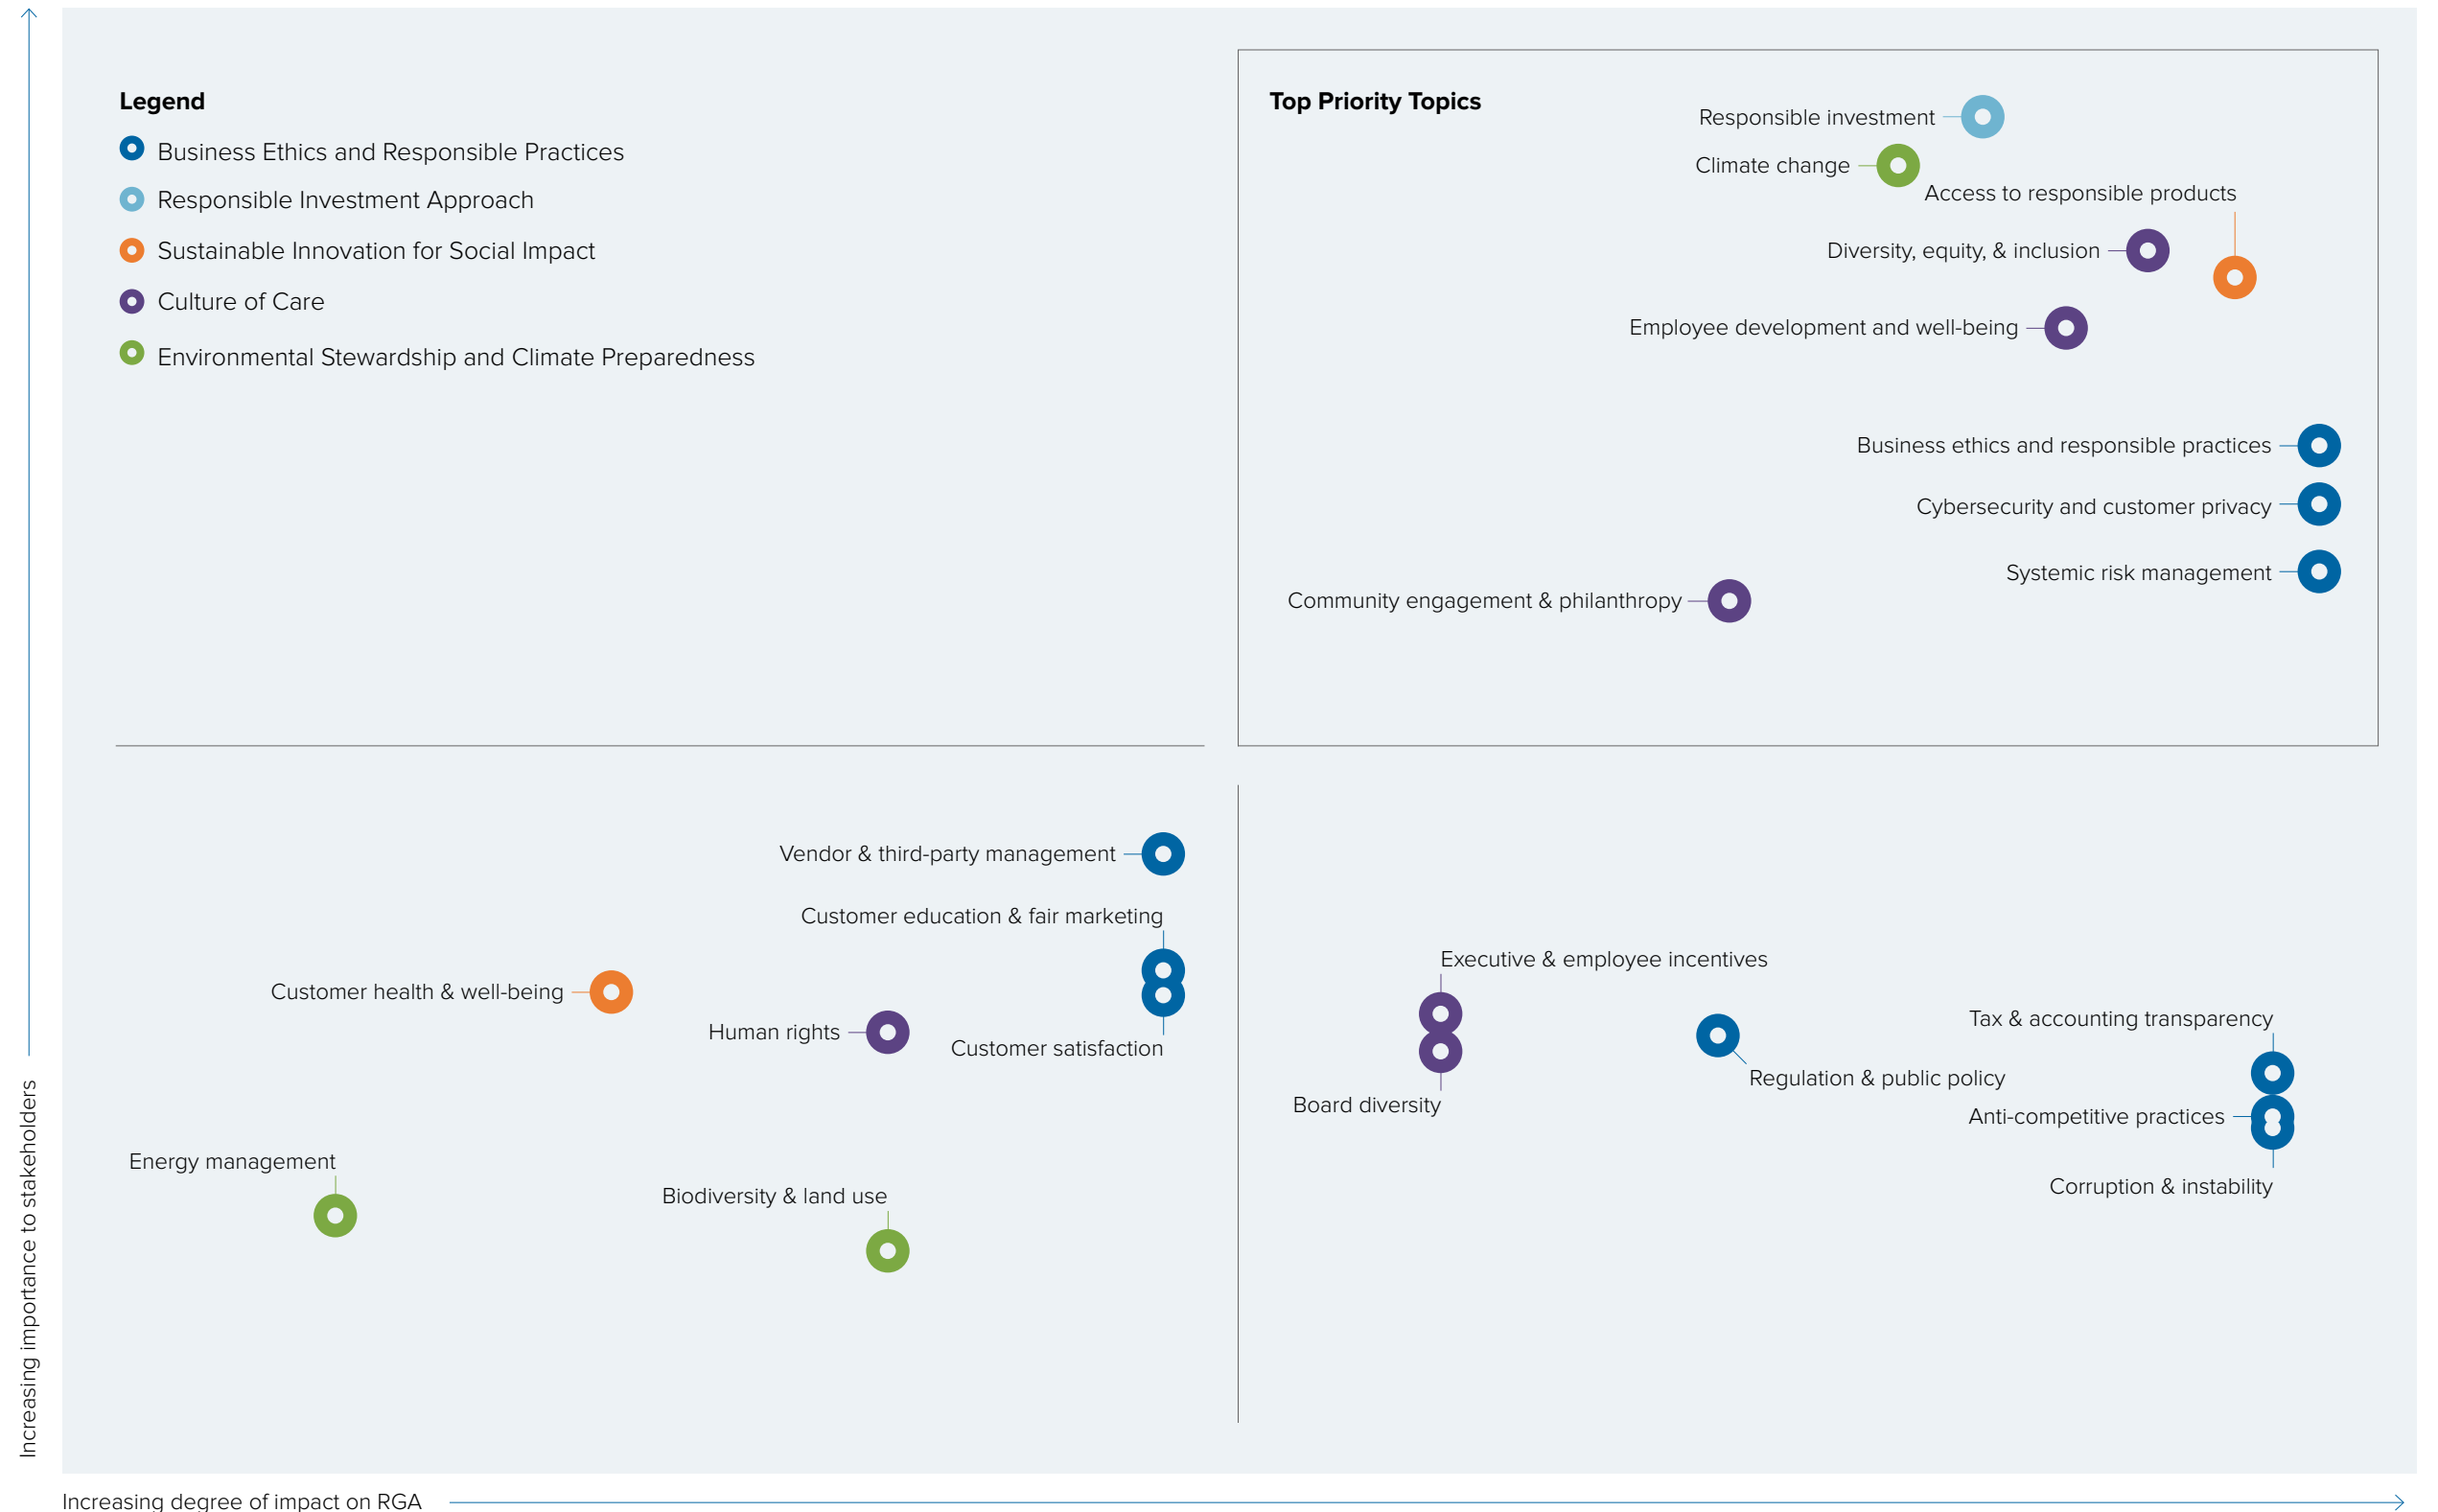 Legend
Business Ethics and Responsible Practices
Responsible Investment Approach
Sustainable Innovation for Social Impact
Culture of Care
Environmental Stewardship and Climate Preparedness
Top Priority Topics
Responsible investment
Climate change
Access to responsible products
Diversity, equity, & inclusion
Employee development and well-being
Business ethics and responsible practices
Cybersecurity and customer privacy
Systemic risk management
Community engagement & philanthropy
Vendor & third-party management
Customer education & fair marketing
Customer health & well-being
Human rights
Customer satisfaction
Energy management
Biodiversity & land use
Executive & employee incentives
Board diversity
Regulation & public policy
Tax & accounting transparency
Anti-competitive practices
Corruption & instability
Increasing importance to stakeholders
Increasing degree of impact on RGA